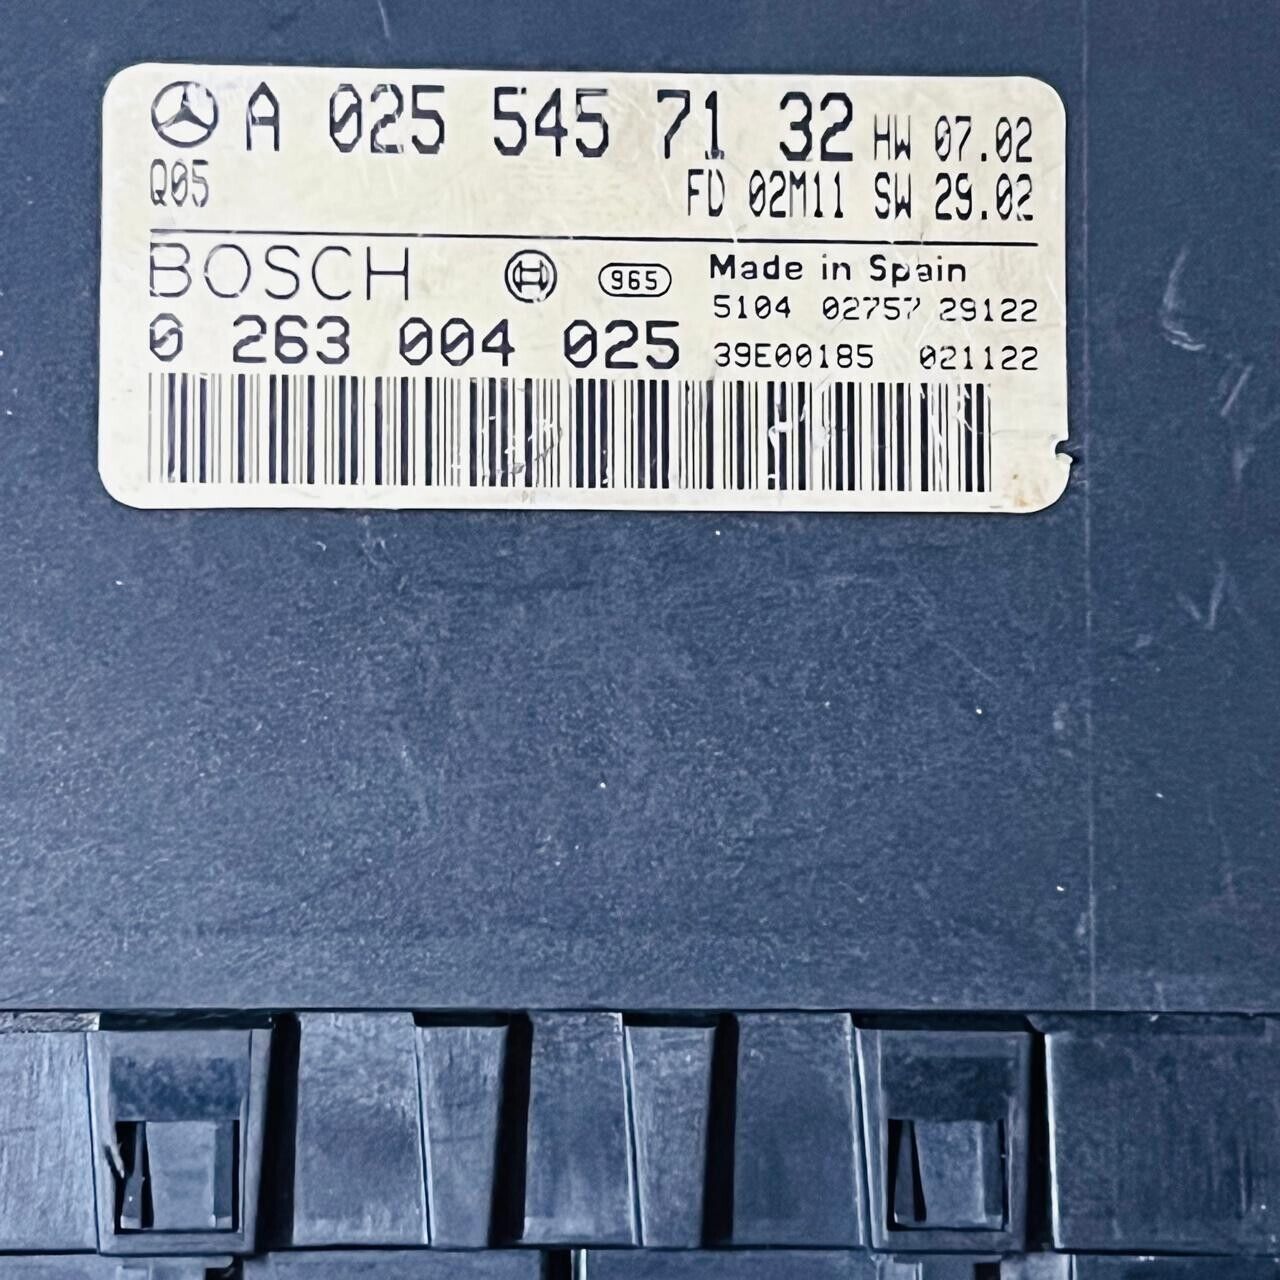 A 025 545 71 32 HW 07.02
Q05 FD 02M11 SW 29.02
BOSCH 965 Made in Spain
5104 02757 29122
0 263 004 025 39E00185 021122